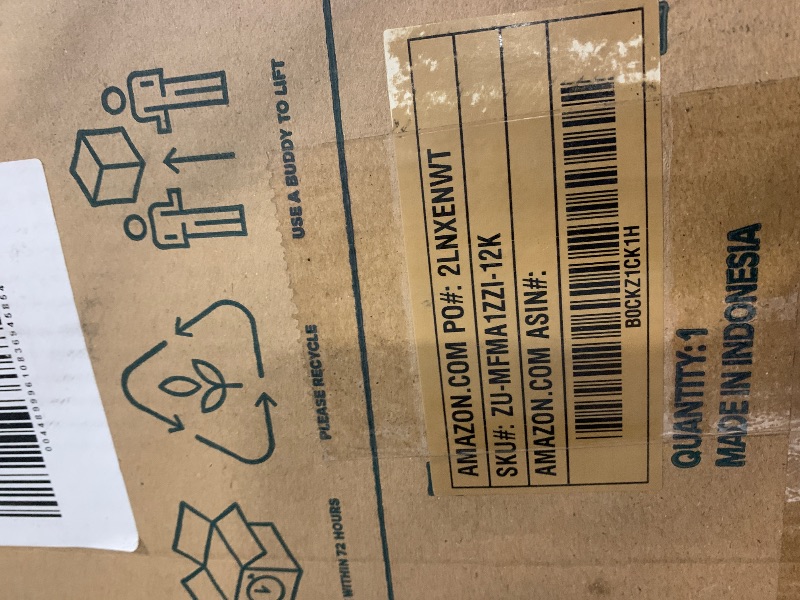 AMAZON.COM PO#: 2LNXENWT
SKU#: ZU-MFMA1ZZI-12K
AMAZON.COM ASIN#:
B0CKZ1CK1H
QUANTITY: 1
MADE IN INDONESIA
WITHIN 72 HOURS
PLEASE RECYCLE
USE A BUDDY TO LIFT